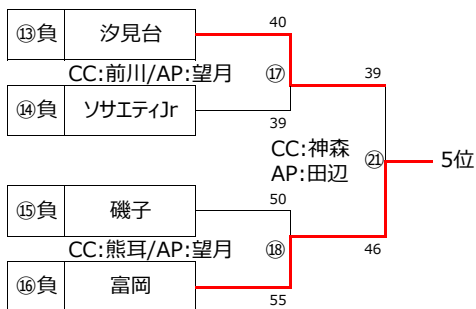 ⑬負 汐見台 40
CC:前川/AP:望月 ⑰ 39
⑭負 ソサエティJr 39
CC:神森
AP:田辺 ㉑ 5位
⑮負 磯子 50
CC:熊耳/AP:望月 ⑱ 46
⑯負 富岡 55